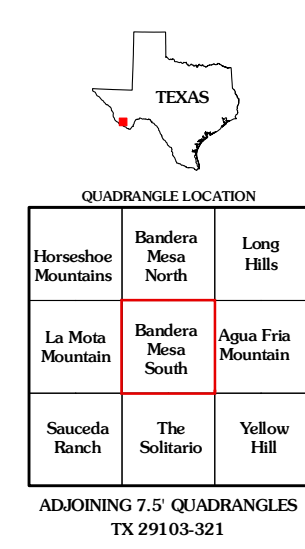 TEXAS
QUADRANGLE LOCATION
Horseshoe
Mountains
Bandera
Mesa
North
Long
Hills
La Mota
Mountain
Bandera
Mesa
South
Agua Fria
Mountain
Sauceda
Ranch
The
Solitario
Yellow
Hill
ADJOINING 7.5' QUADRANGLES
TX 29103-321